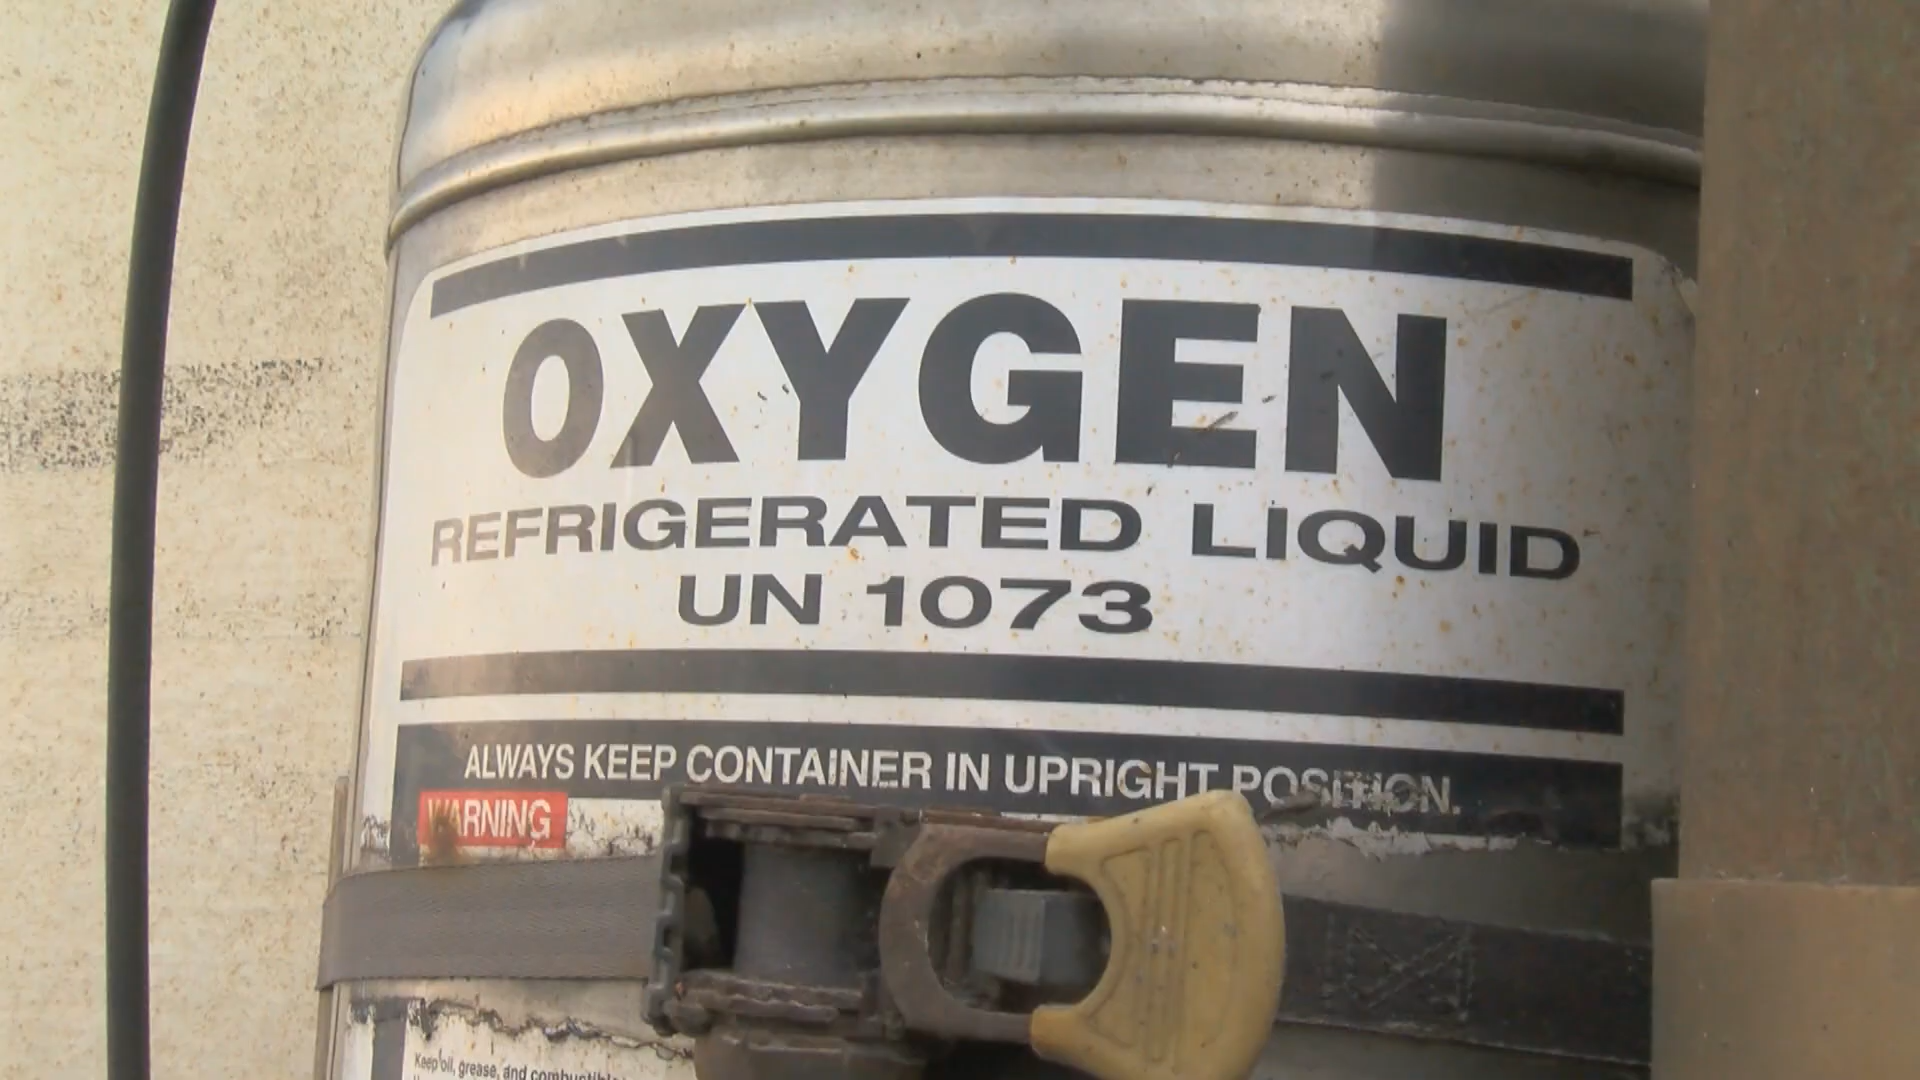 OXYGEN
REFRIGERATED LIQUID
UN 1073
ALWAYS KEEP CONTAINER IN UPRIGHT POSITION.
WARNING
Keep oil, grease, and combustible